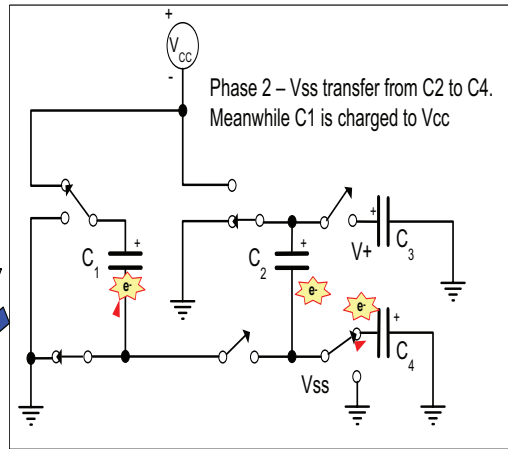 +
Vcc
-
Phase 2 – Vss transfer from C2 to C4.
Meanwhile C1 is charged to Vcc
+
C1
e-
+
C2
e-
+
V+
C3
e-
+
C4
Vss